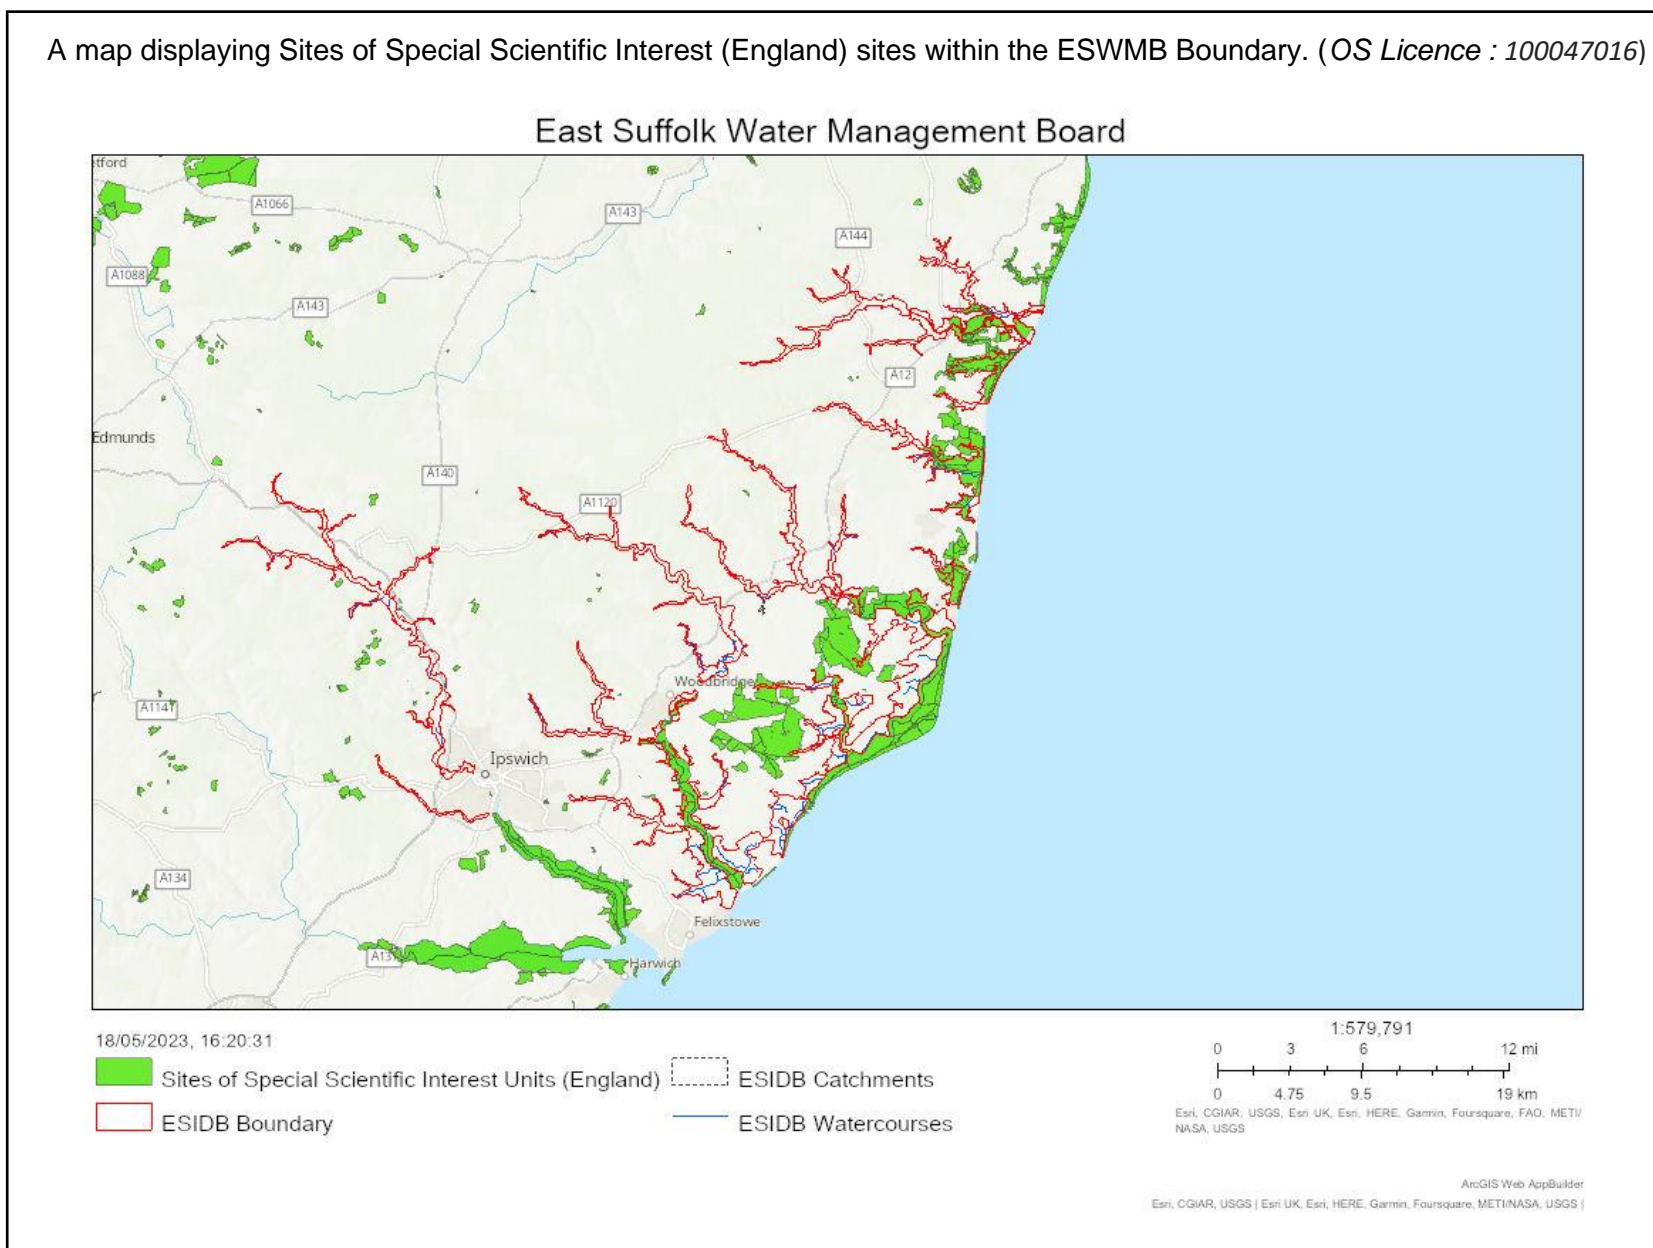 A map displaying Sites of Special Scientific Interest (England) sites within the ESWMB Boundary. (OS Licence : 100047016)
East Suffolk Water Management Board
tford
A1066
A143
A144
A1088
A143
A12
Edmunds
A140
A1120
Woodbridge
A1141
Ipswich
A134
Felixstowe
A137
Harwich
18/05/2023, 16:20:31
Sites of Special Scientific Interest Units (England)
ESIDB Boundary
ESIDB Catchments
ESIDB Watercourses
1:579,791
0 3 6 12 mi
0 4.75 9.5 19 km
Esri, CGIAR, USGS, Esri UK, Esri, HERE, Garmin, Foursquare, FAO, METI/
NASA, USGS
ArcGIS Web AppBuilder
Esri, CGIAR, USGS | Esri UK, Esri, HERE, Garmin, Foursquare, METI/NASA, USGS |